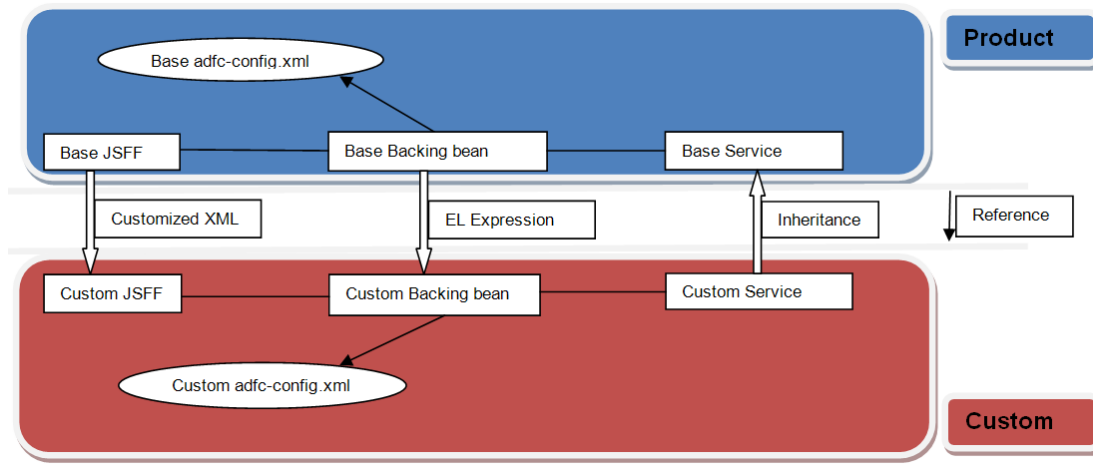 Product
Base adfc-config.xml
Base JSFF
Base Backing bean
Base Service
Customized XML
EL Expression
Inheritance
Reference
Custom JSFF
Custom Backing bean
Custom Service
Custom adfc-config.xml
Custom